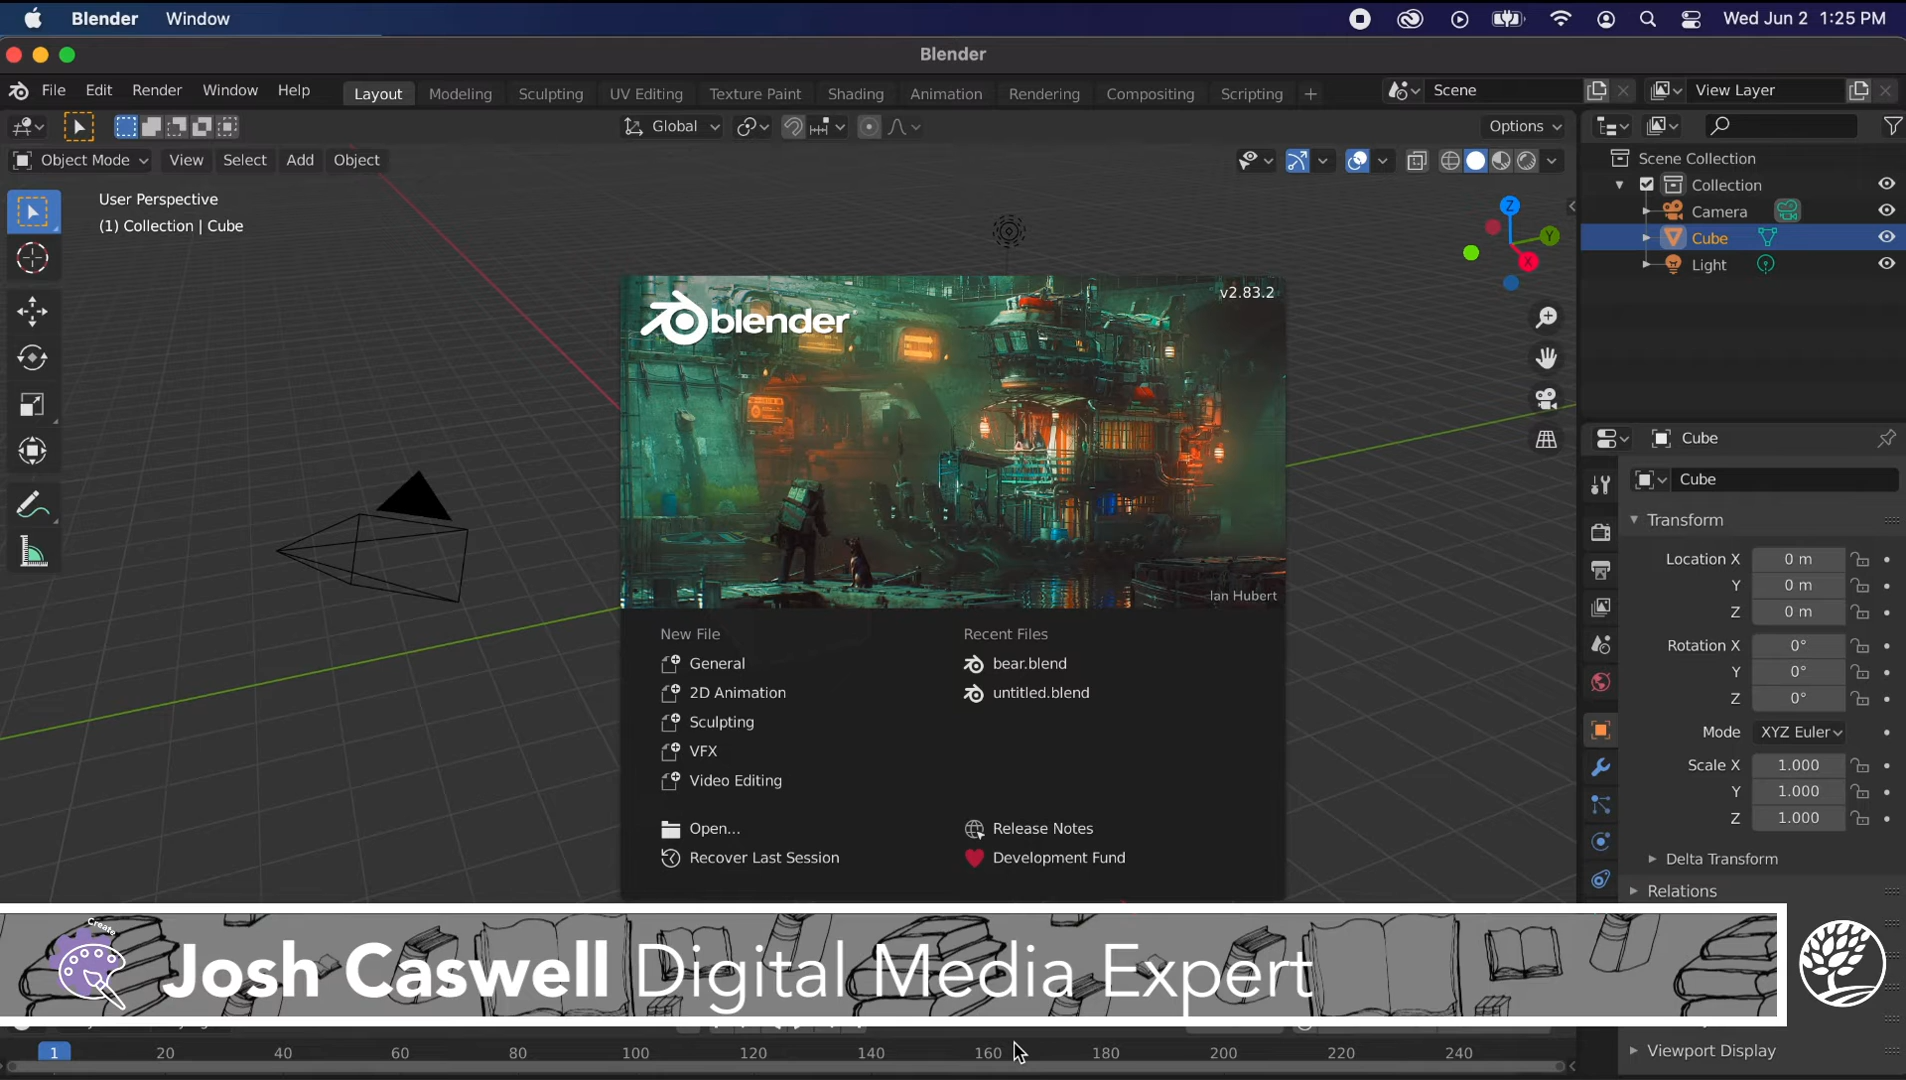 Blender Window
Wed Jun 2 1:25 PM
Blender
File Edit Render Window Help
Layout Modeling Sculpting UV Editing Texture Paint Shading Animation Rendering Compositing Scripting +
Scene
View Layer
Global
Options
Object Mode View Select Add Object
User Perspective
(1) Collection | Cube
Z
Y
X
Scene Collection
Collection
Camera
Cube
Light
blender
v2.83.2
Ian Hubert
New File
General
2D Animation
Sculpting
VFX
Video Editing
Open...
Recover Last Session
Recent Files
bear.blend
untitled.blend
Release Notes
Development Fund
Cube
Cube
Transform
Location X 0 m
Y 0 m
Z 0 m
Rotation X 0°
Y 0°
Z 0°
Mode XYZ Euler
Scale X 1.000
Y 1.000
Z 1.000
Delta Transform
Relations
Create
Josh Caswell Digital Media Expert
Viewport Display
1 20 40 60 80 100 120 140 160 180 200 220 240